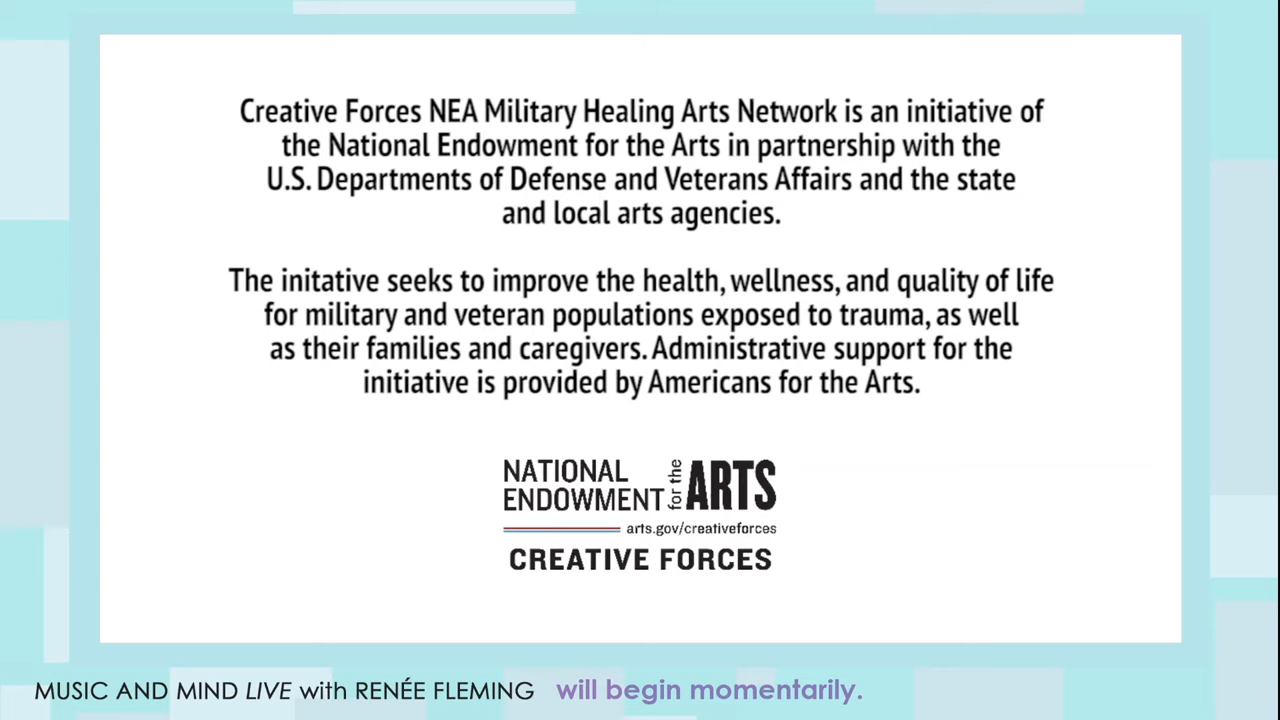 Creative Forces NEA Military Healing Arts Network is an initiative of
the National Endowment for the Arts in partnership with the
U.S. Departments of Defense and Veterans Affairs and the state
and local arts agencies.
The initative seeks to improve the health, wellness, and quality of life
for military and veteran populations exposed to trauma, as well
as their families and caregivers. Administrative support for the
initiative is provided by Americans for the Arts.
NATIONAL
ENDOWMENT for the ARTS
arts.gov/creativeforces
CREATIVE FORCES
MUSIC AND MIND LIVE with RENÉE FLEMING will begin momentarily.